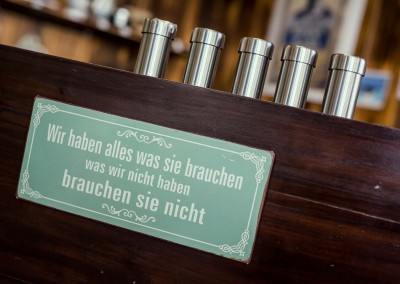 Wir haben alles was sie brauchen
was wir nicht haben
brauchen sie nicht